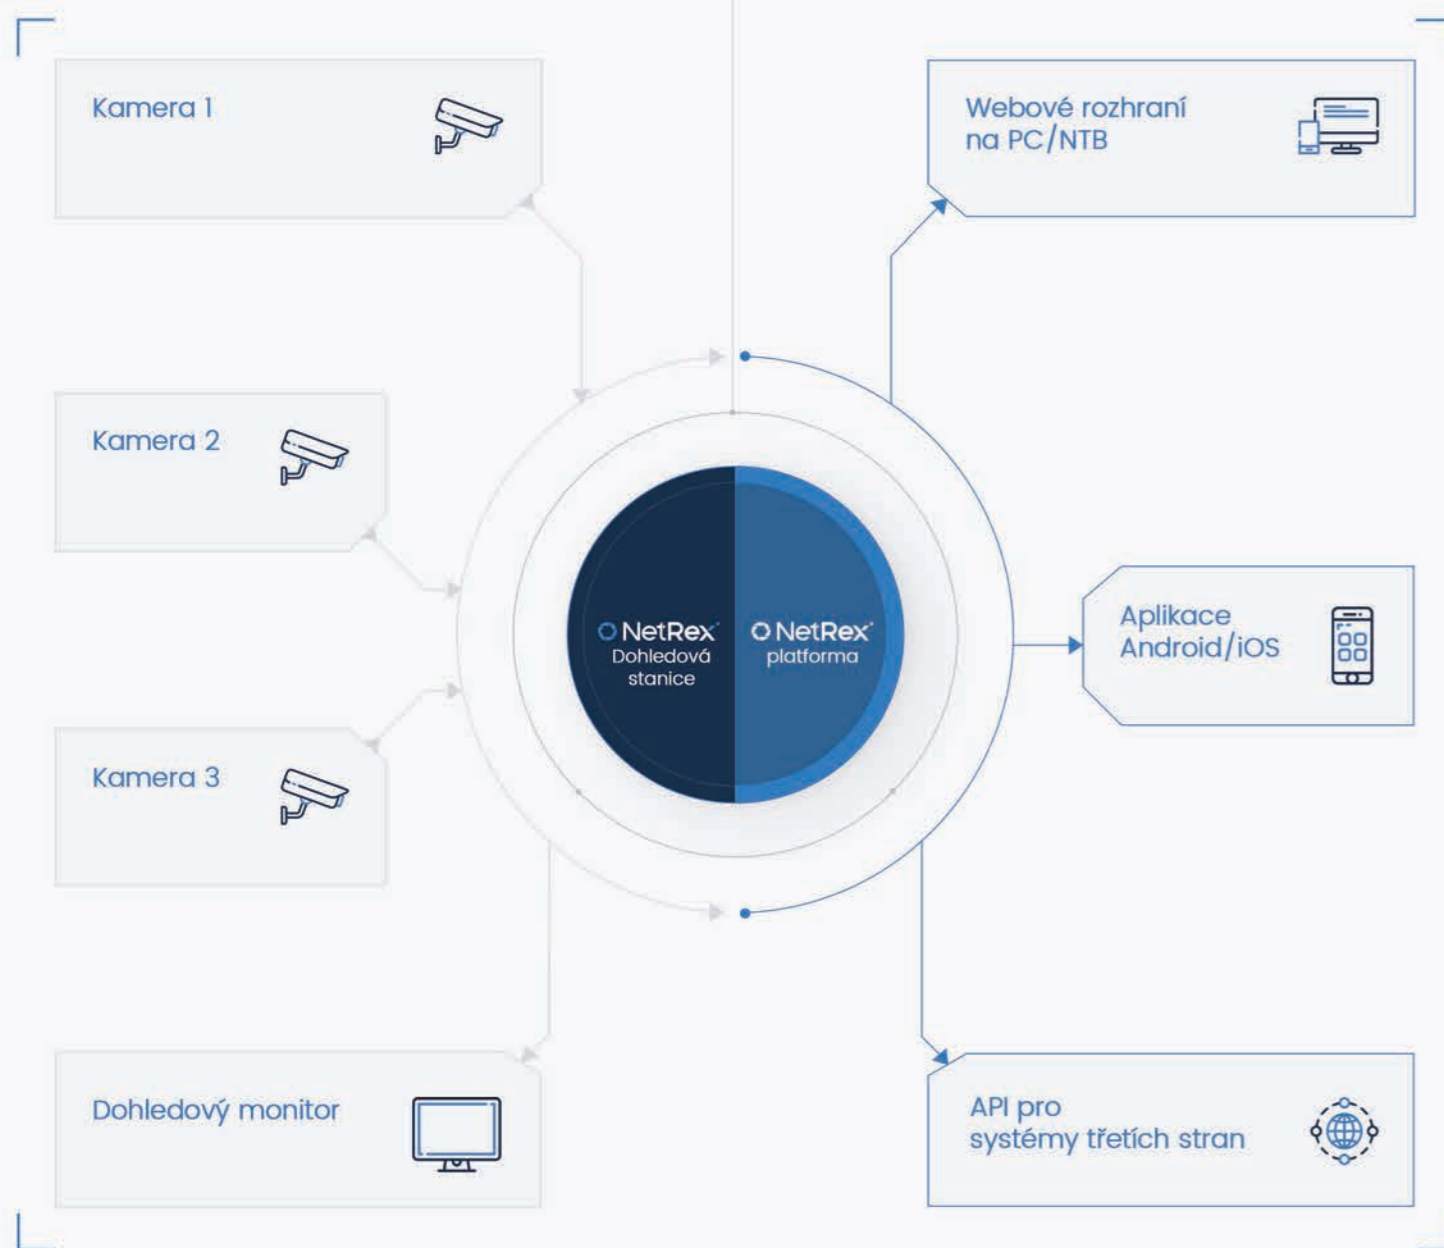 Kamera 1
Webové rozhraní
na PC/NTB
Kamera 2
Kamera 3
NetRex
Dohledová
stanice
NetRex
platforma
Aplikace
Android/iOS
Dohledový monitor
API pro
systémy třetích stran